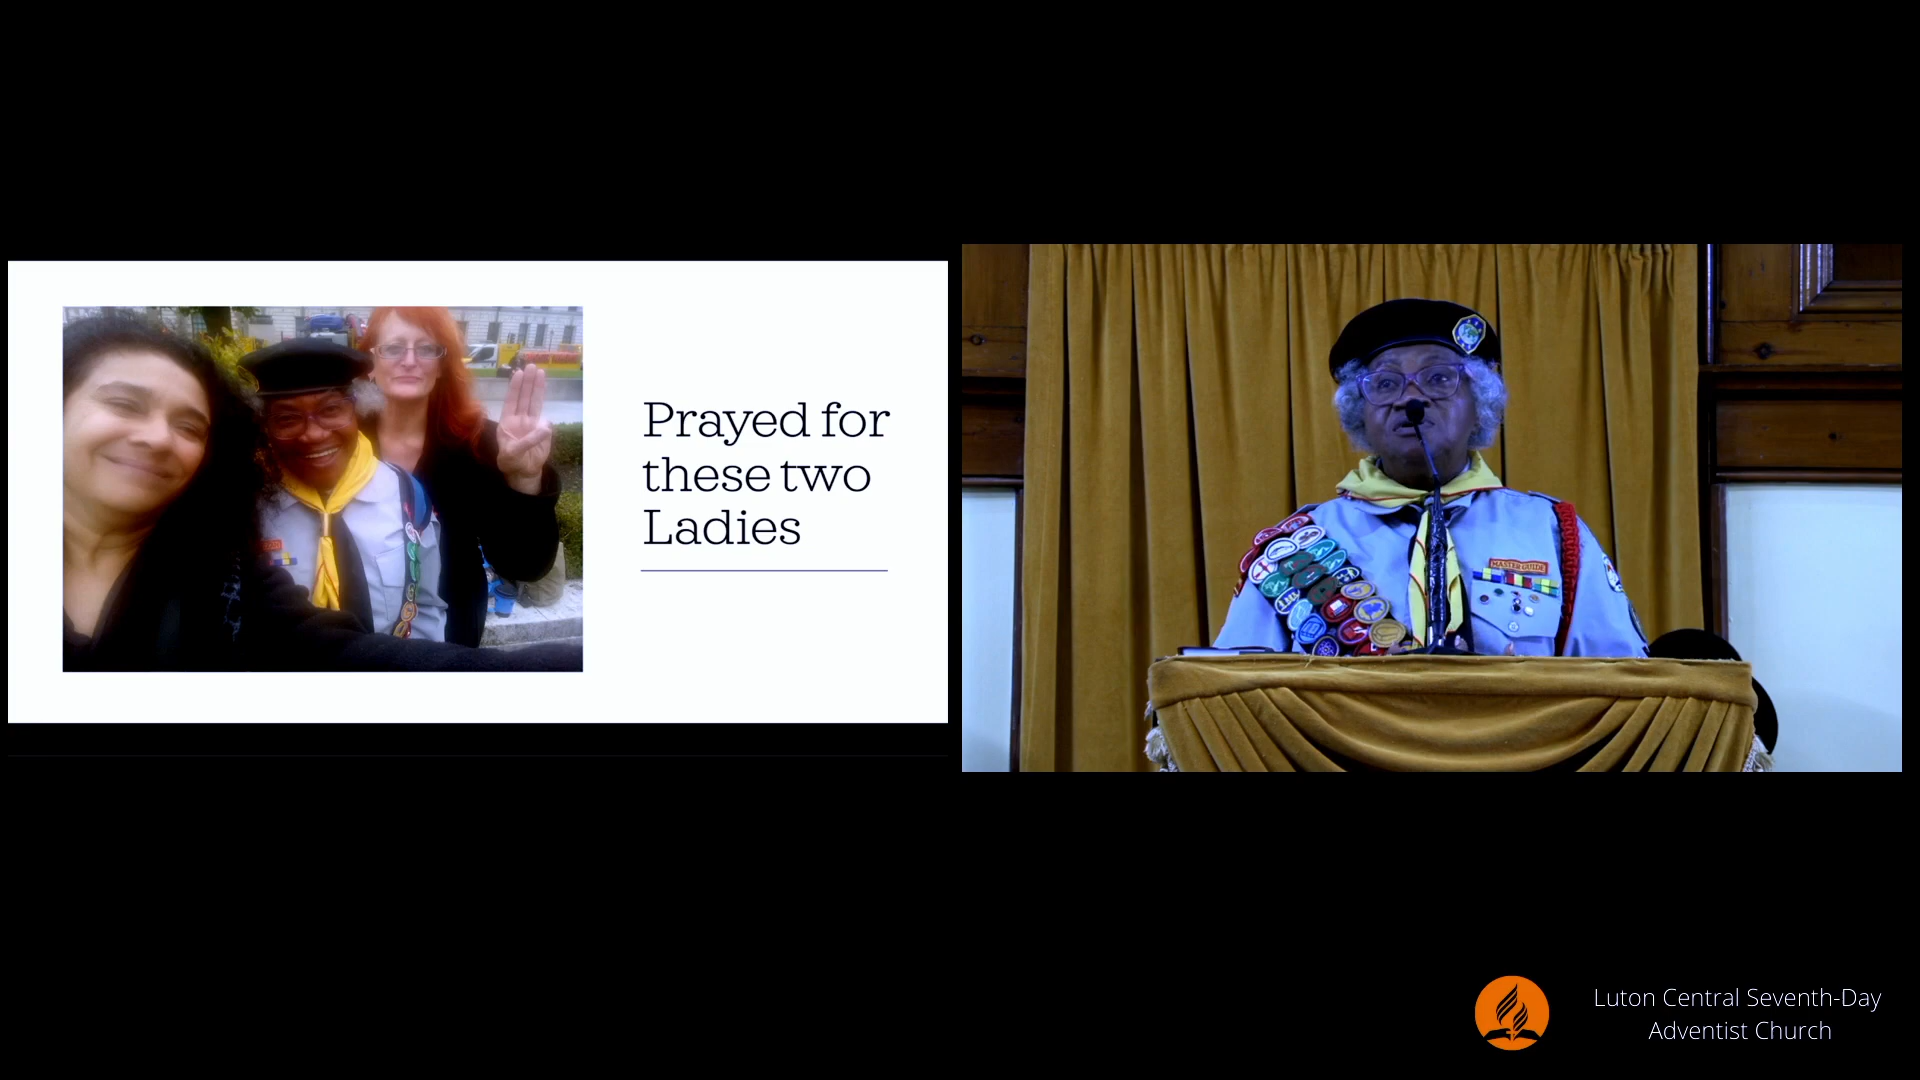 Prayed for
these two
Ladies
MASTER GUIDE
Luton Central Seventh-Day
Adventist Church